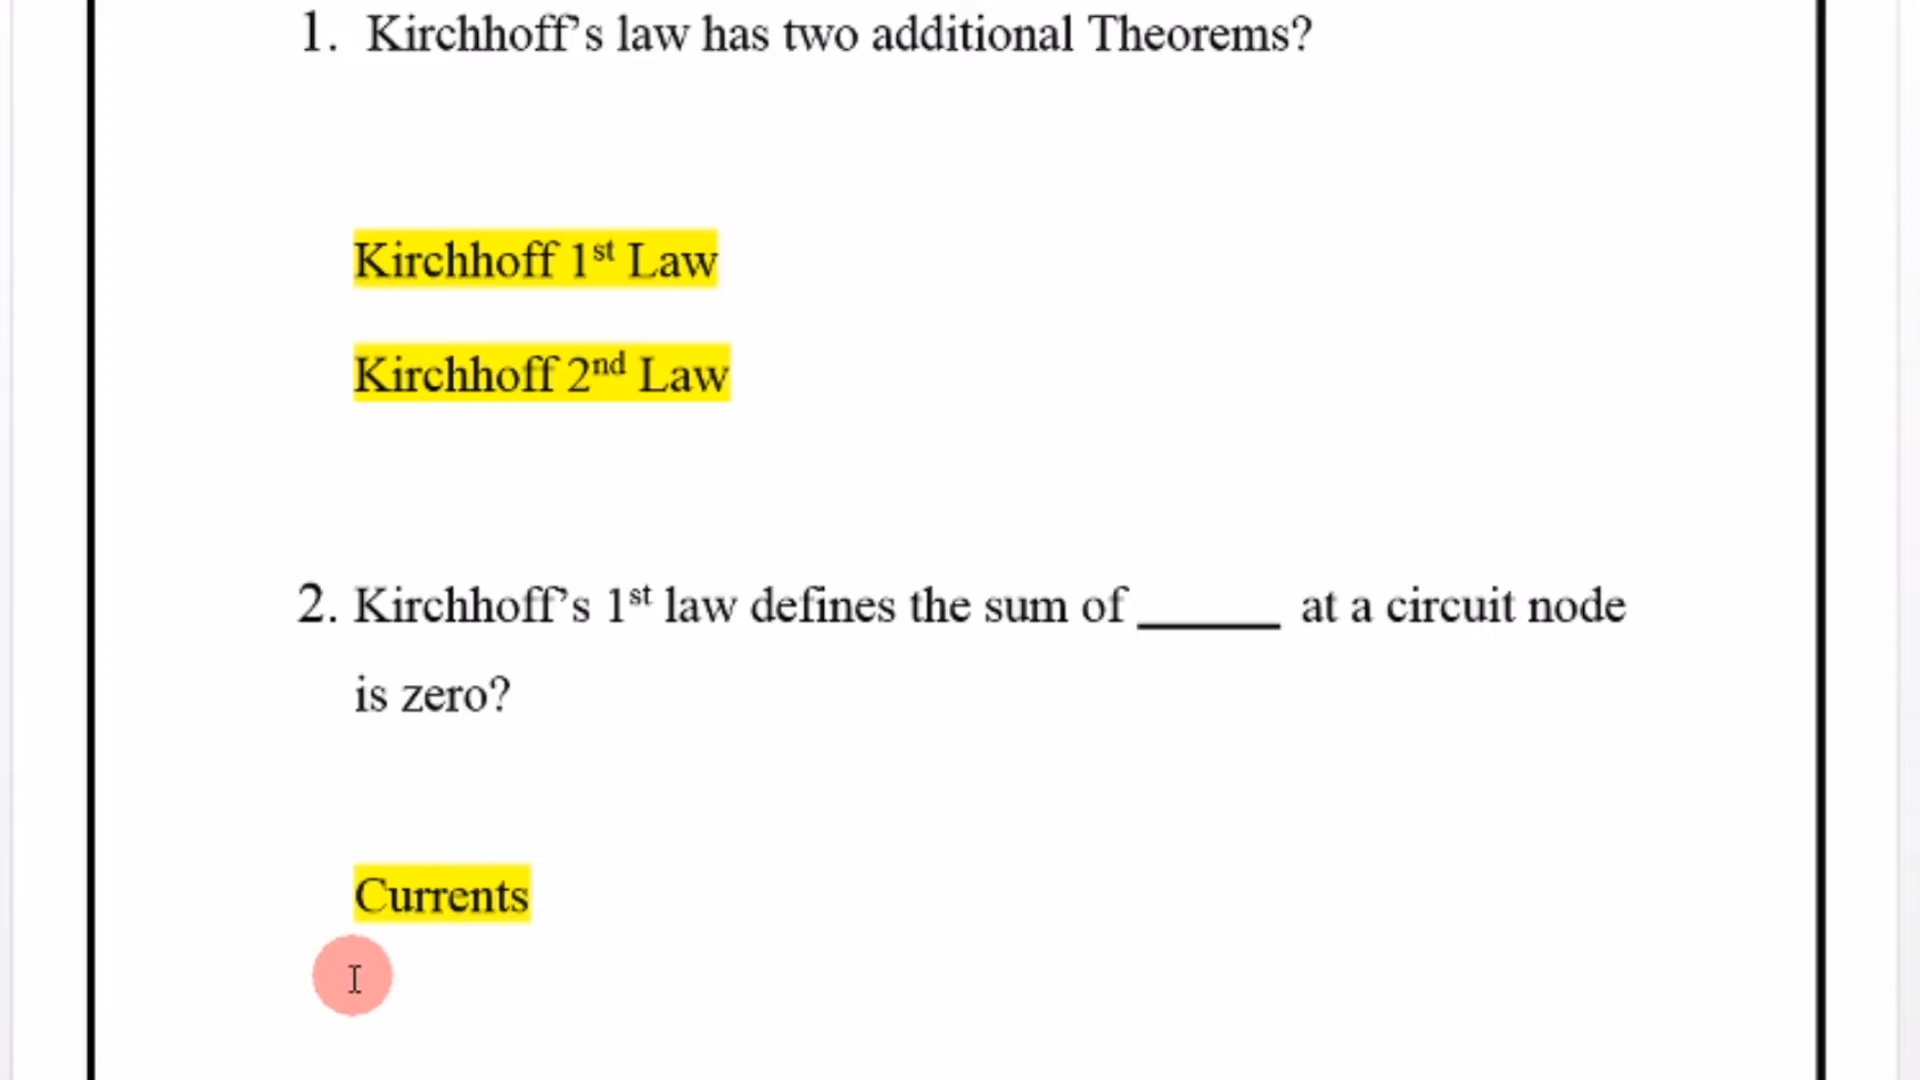 1. Kirchhoff’s law has two additional Theorems?
Kirchhoff 1st Law
Kirchhoff 2nd Law
2. Kirchhoff’s 1st law defines the sum of ______ at a circuit node
is zero?
Currents